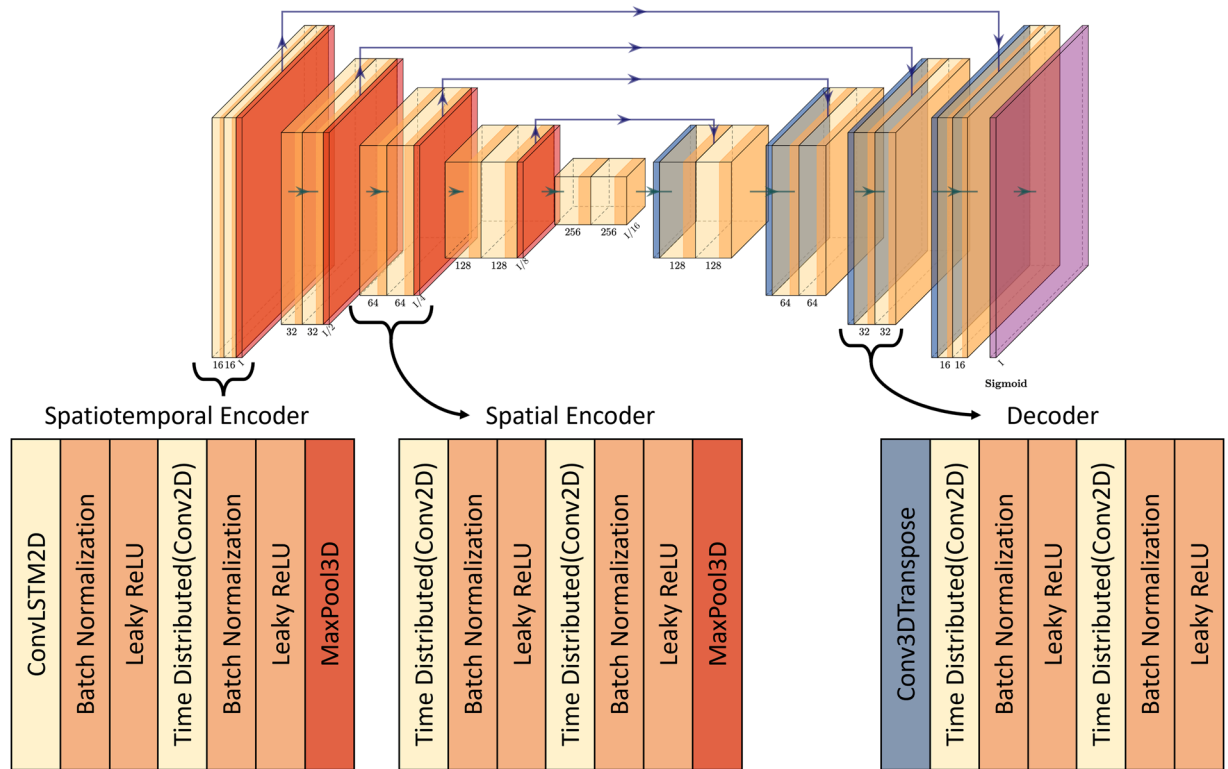 256 256 1/16
128 128 1/8
128 128
64 64 1/4
64 64
32 32 1/2
32 32
16 16 I
16 16 I
Sigmoid
Spatiotemporal Encoder
Spatial Encoder
Decoder
ConvLSTM2D
Batch Normalization
Leaky ReLU
Time Distributed(Conv2D)
Batch Normalization
Leaky ReLU
MaxPool3D
Time Distributed(Conv2D)
Batch Normalization
Leaky ReLU
Time Distributed(Conv2D)
Batch Normalization
Leaky ReLU
MaxPool3D
Conv3DTranspose
Time Distributed(Conv2D)
Batch Normalization
Leaky ReLU
Time Distributed(Conv2D)
Batch Normalization
Leaky ReLU